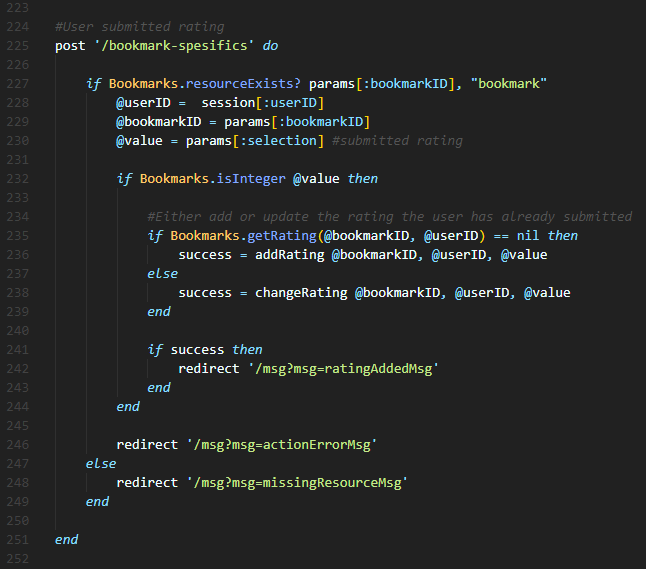 223
224 #User submitted rating
225 post '/bookmark-spesifics' do
226
227 if Bookmarks.resourceExists? params[:bookmarkID], "bookmark"
228 @userID =  session[:userID]
229 @bookmarkID = params[:bookmarkID]
230 @value = params[:selection] #submitted rating
231
232 if Bookmarks.isInteger @value then
233
234 #Either add or update the rating the user has already submitted
235 if Bookmarks.getRating(@bookmarkID, @userID) == nil then
236 success = addRating @bookmarkID, @userID, @value
237 else
238 success = changeRating @bookmarkID, @userID, @value
239 end
240
241 if success then
242 redirect '/msg?msg=ratingAddedMsg'
243 end
244 end
245
246 redirect '/msg?msg=actionErrorMsg'
247 else
248 redirect '/msg?msg=missingResourceMsg'
249 end
250
251 end
252